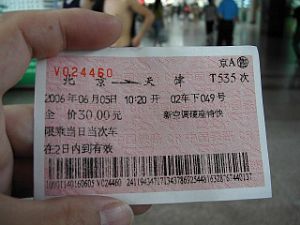 V024460 京A售
北京——天津 T535次
2006年06月05日10:20开 02车下049号
全价30.00元 新空调硬座特快
限乘当日当次车
在2日内到有效